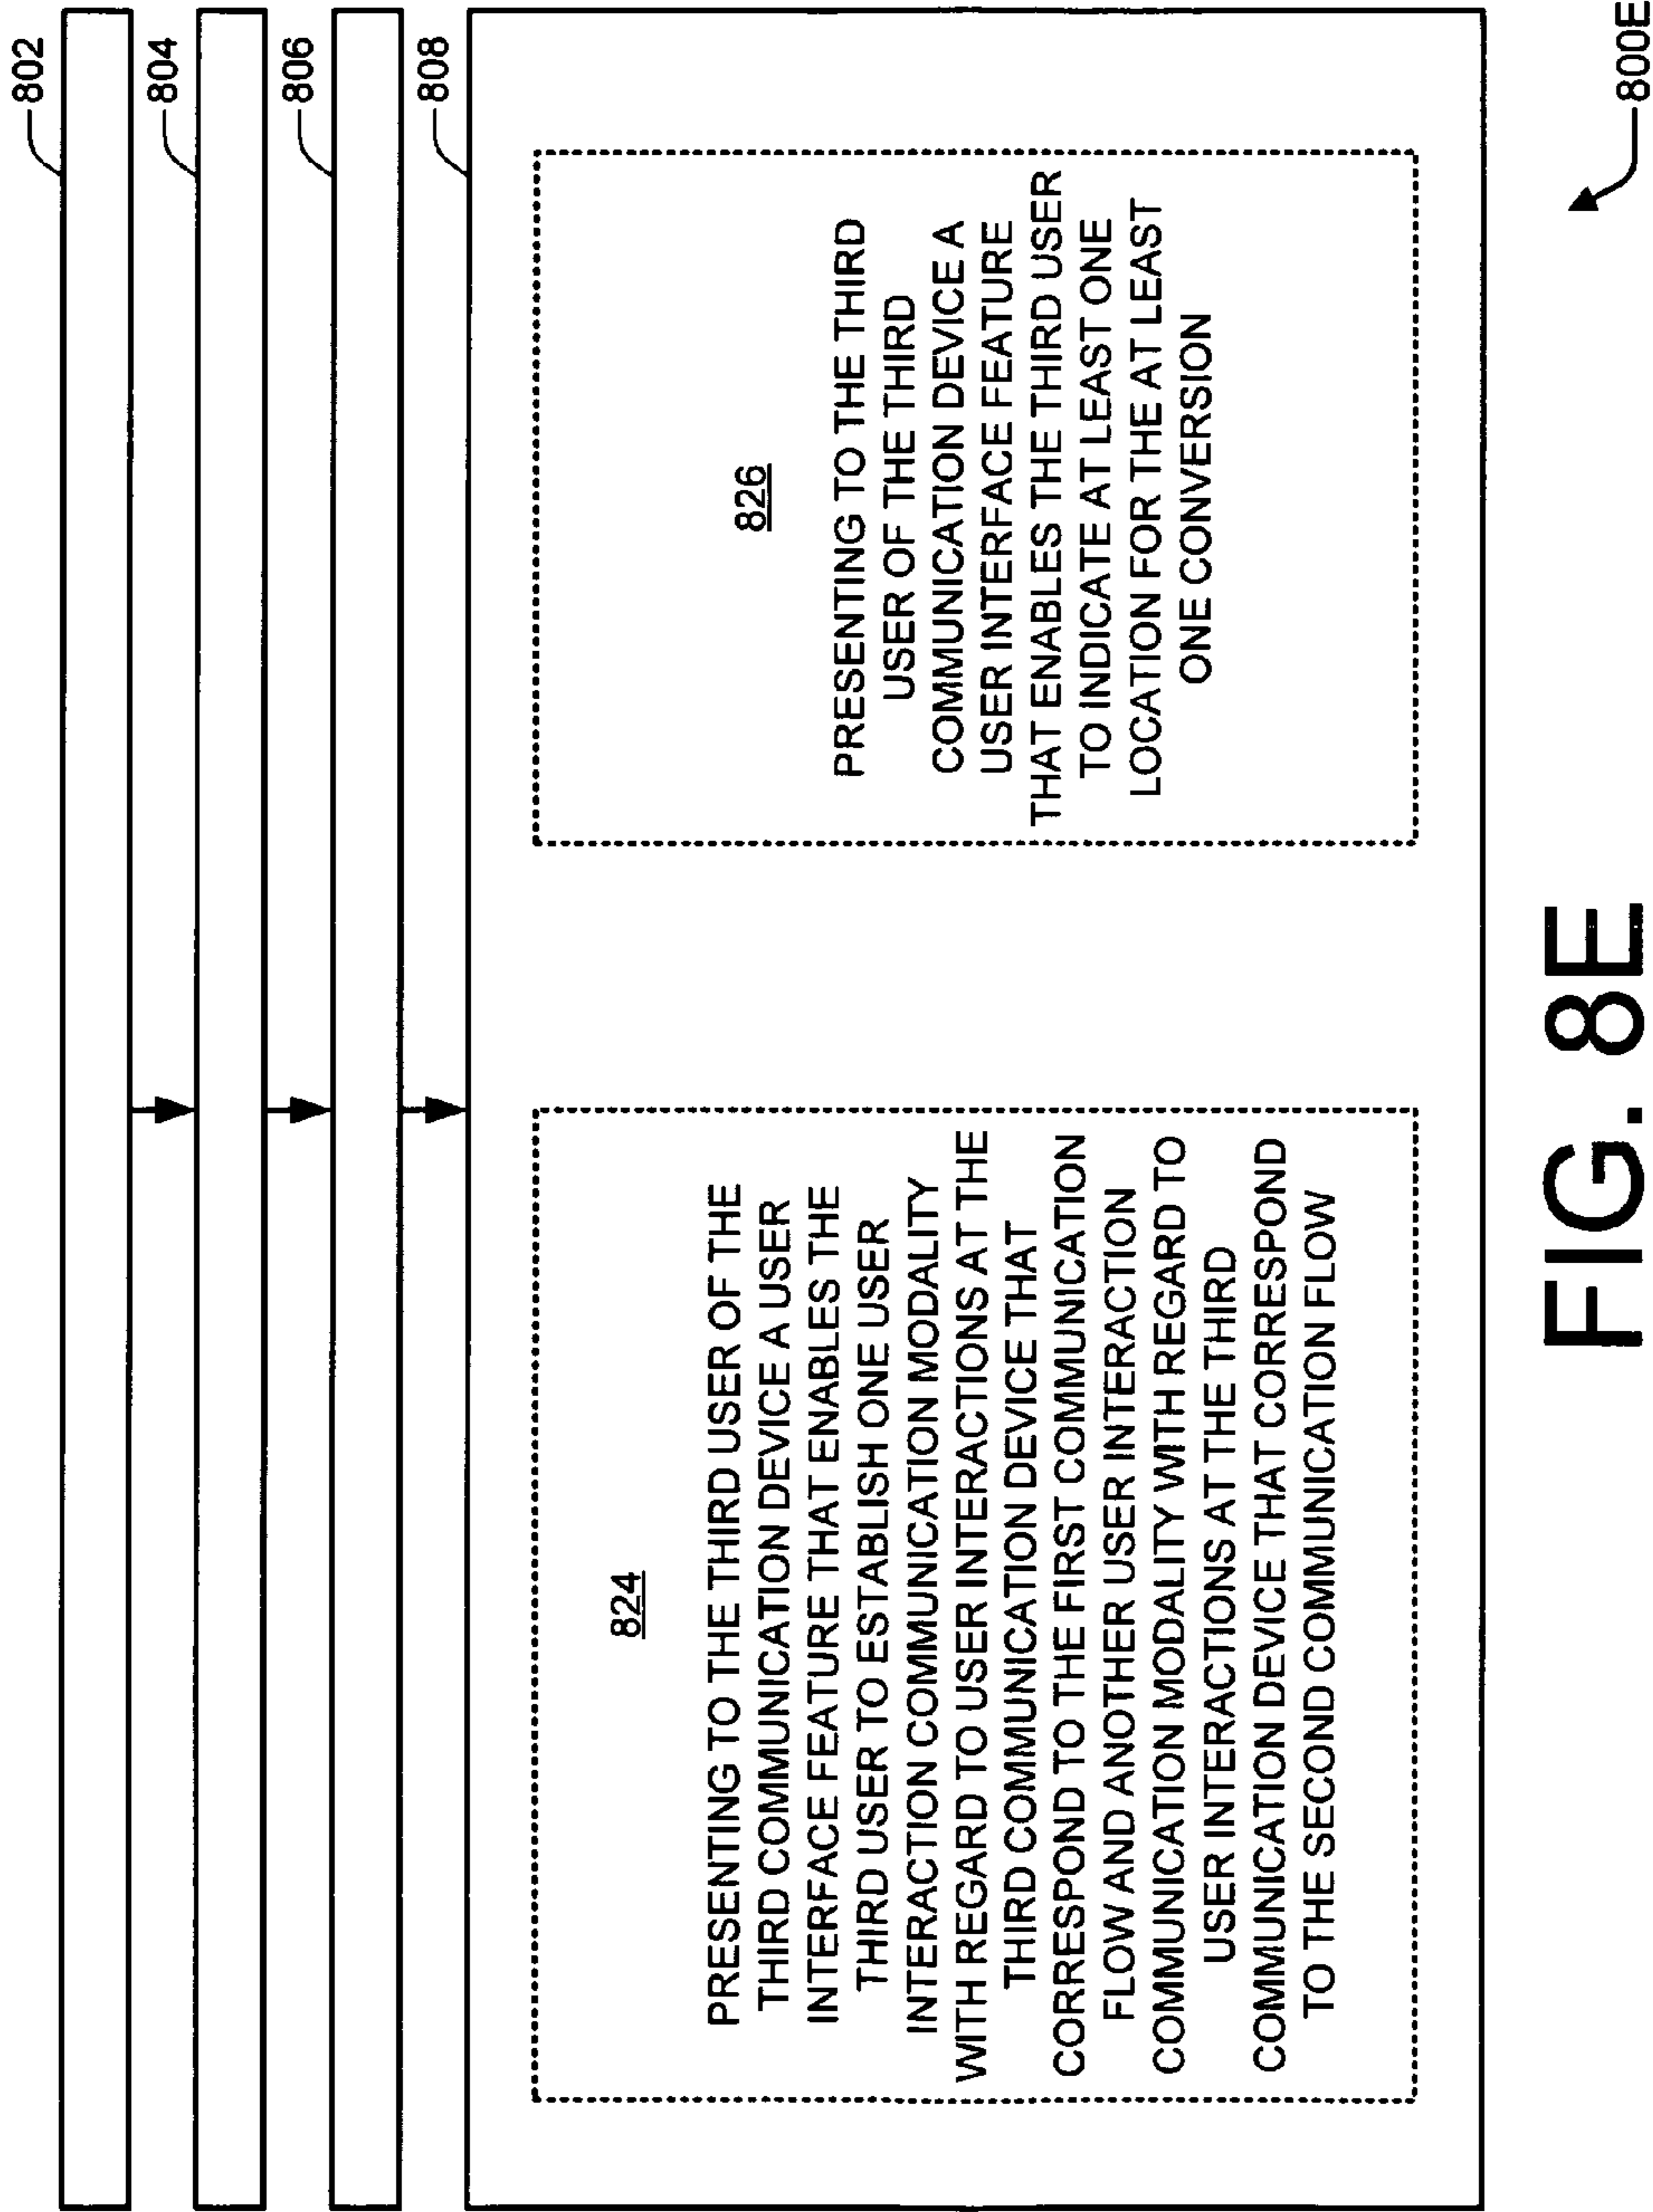 802
804
806
808
824
PRESENTING TO THE THIRD USER OF THE
THIRD COMMUNICATION DEVICE A USER
INTERFACE FEATURE THAT ENABLES THE
THIRD USER TO ESTABLISH ONE USER
INTERACTION COMMUNICATION MODALITY
WITH REGARD TO USER INTERACTIONS AT THE
THIRD COMMUNICATION DEVICE THAT
CORRESPOND TO THE FIRST COMMUNICATION
FLOW AND ANOTHER USER INTERACTION
COMMUNICATION MODALITY WITH REGARD TO
USER INTERACTIONS AT THE THIRD
COMMUNICATION DEVICE THAT CORRESPOND
TO THE SECOND COMMUNICATION FLOW
826
PRESENTING TO THE THIRD
USER OF THE THIRD
COMMUNICATION DEVICE A
USER INTERFACE FEATURE
THAT ENABLES THE THIRD USER
TO INDICATE AT LEAST ONE
LOCATION FOR THE AT LEAST
ONE CONVERSION
FIG. 8E
800E